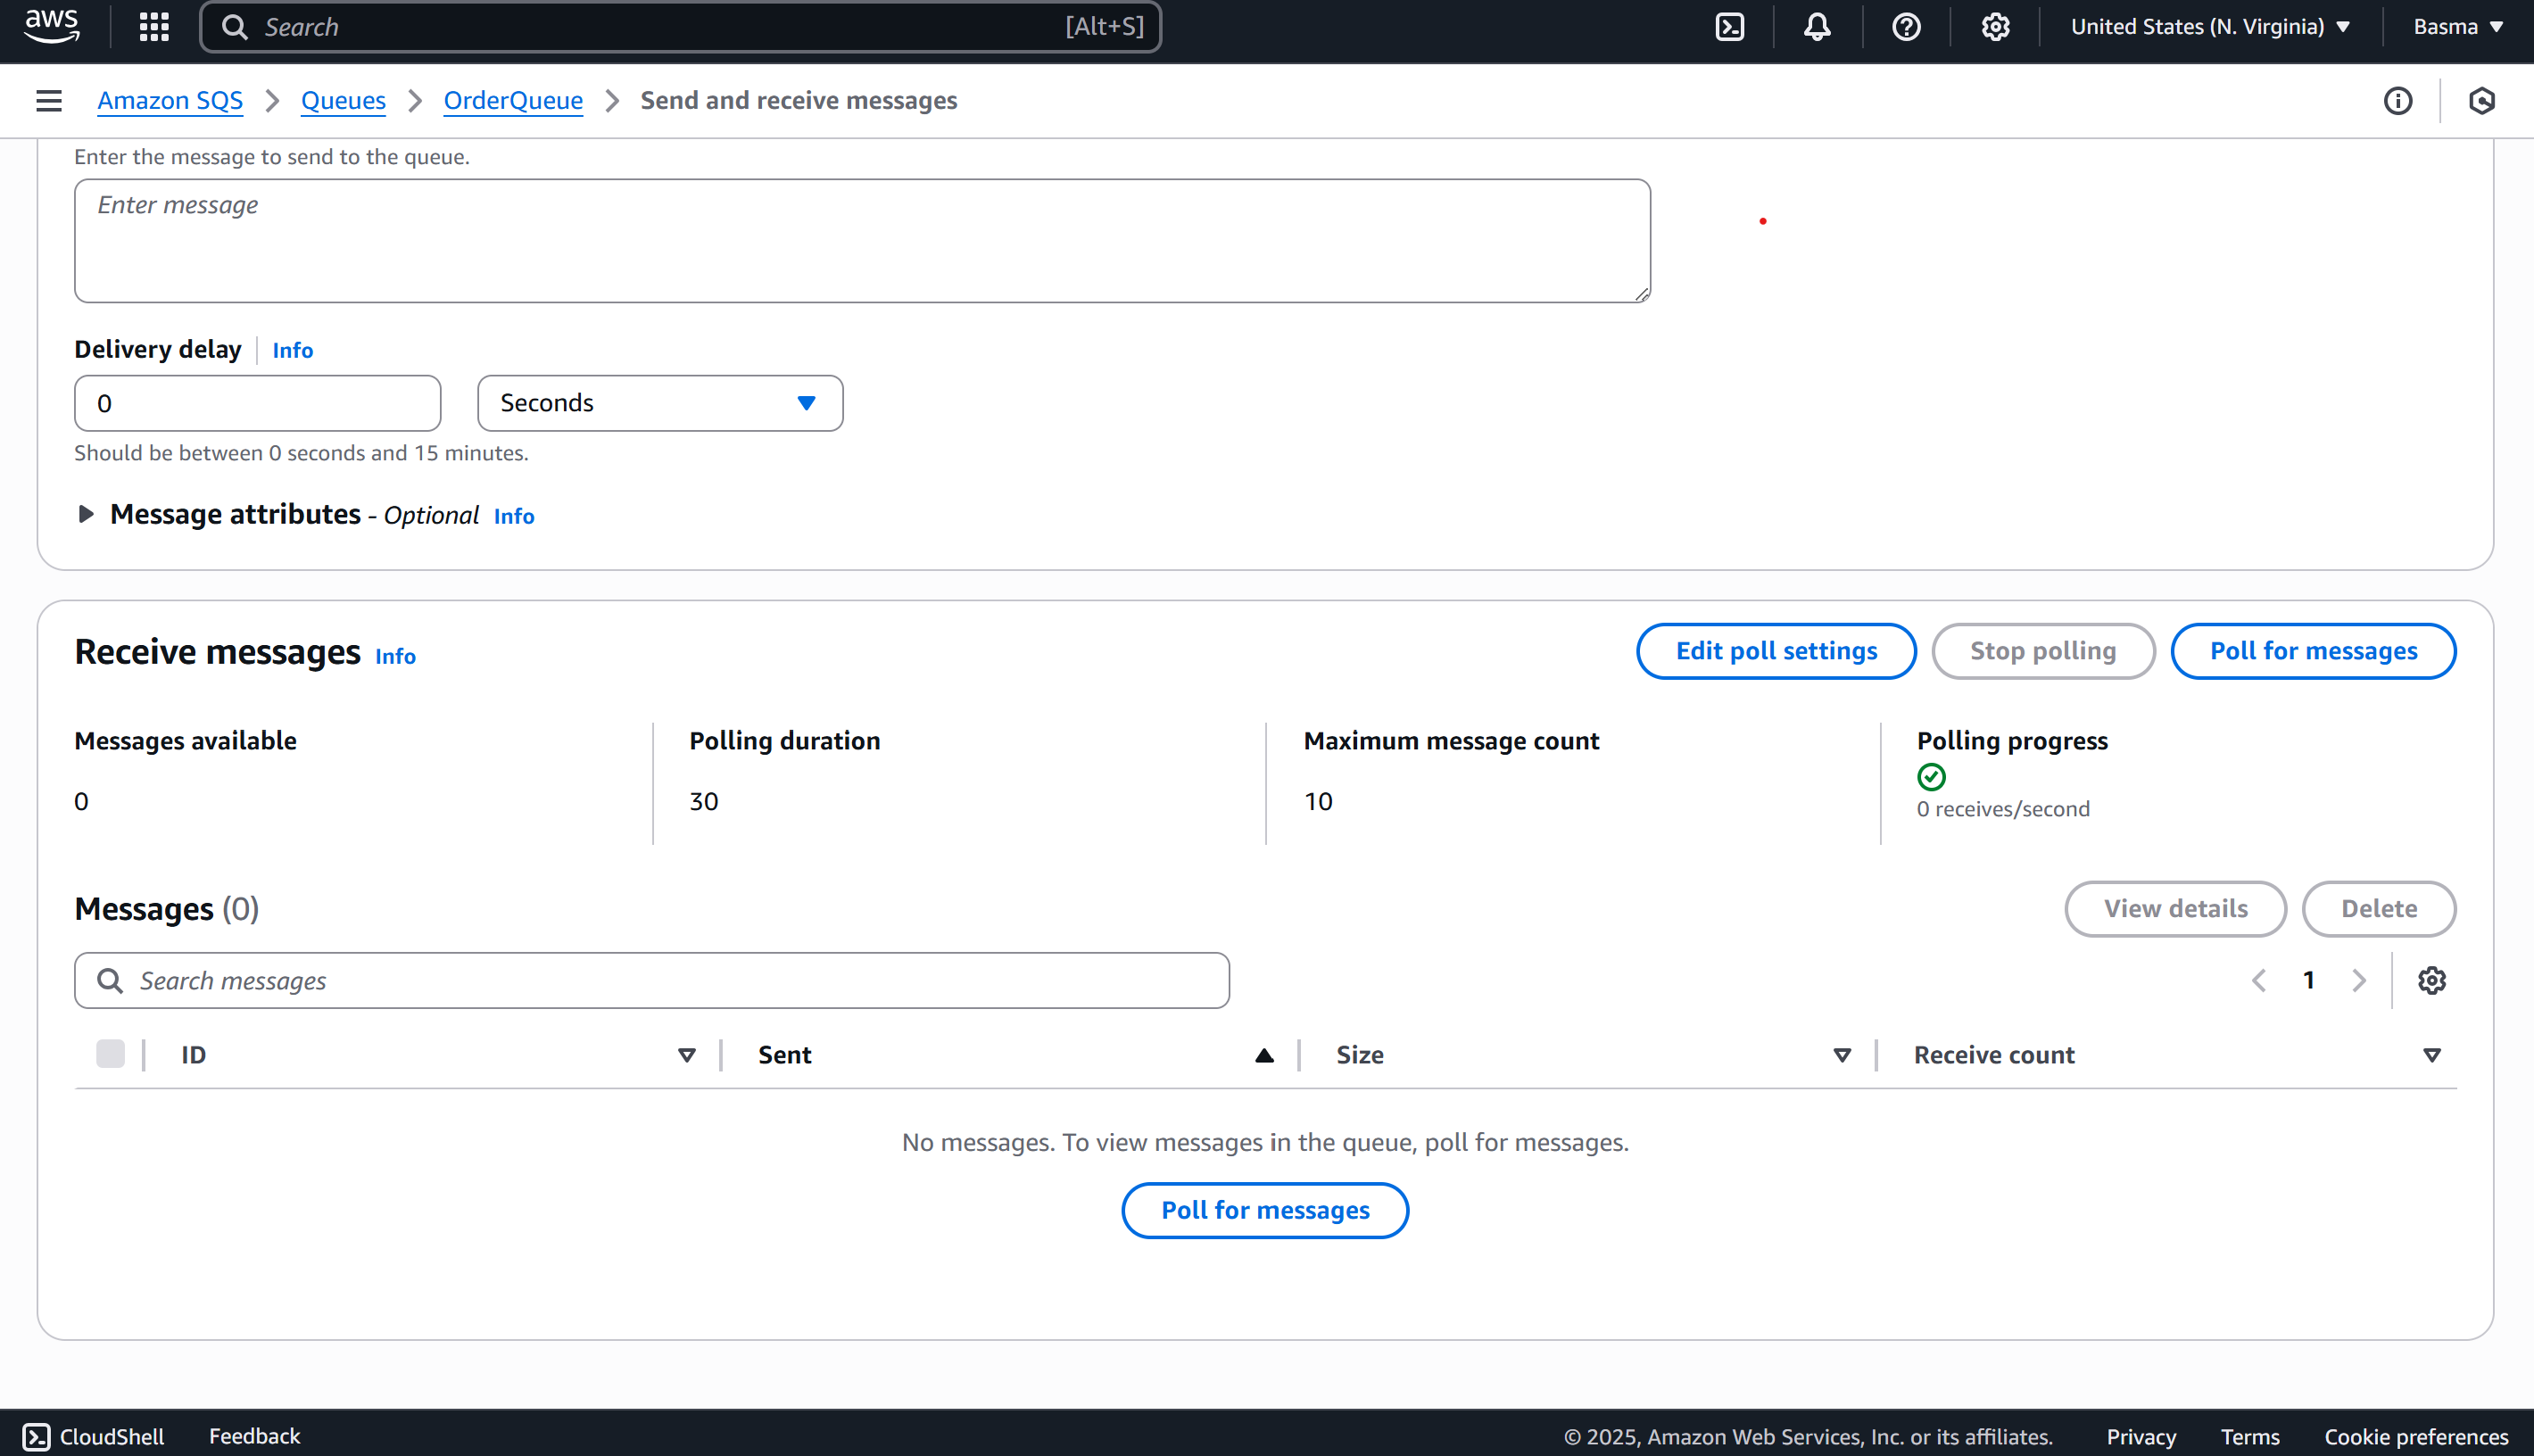 aws
Search [Alt+S] United States (N. Virginia) Basma
Amazon SQS Queues OrderQueue Send and receive messages
Enter the message to send to the queue.
Enter message
Delivery delay Info
0 Seconds
Should be between 0 seconds and 15 minutes.
Message attributes - Optional Info
Receive messages Info Edit poll settings Stop polling Poll for messages
Messages available Polling duration Maximum message count Polling progress
0 30 10
0 receives/second
Messages (0) View details Delete
Search messages 1
ID Sent Size Receive count
No messages. To view messages in the queue, poll for messages.
Poll for messages
CloudShell Feedback © 2025, Amazon Web Services, Inc. or its affiliates. Privacy Terms Cookie preferences